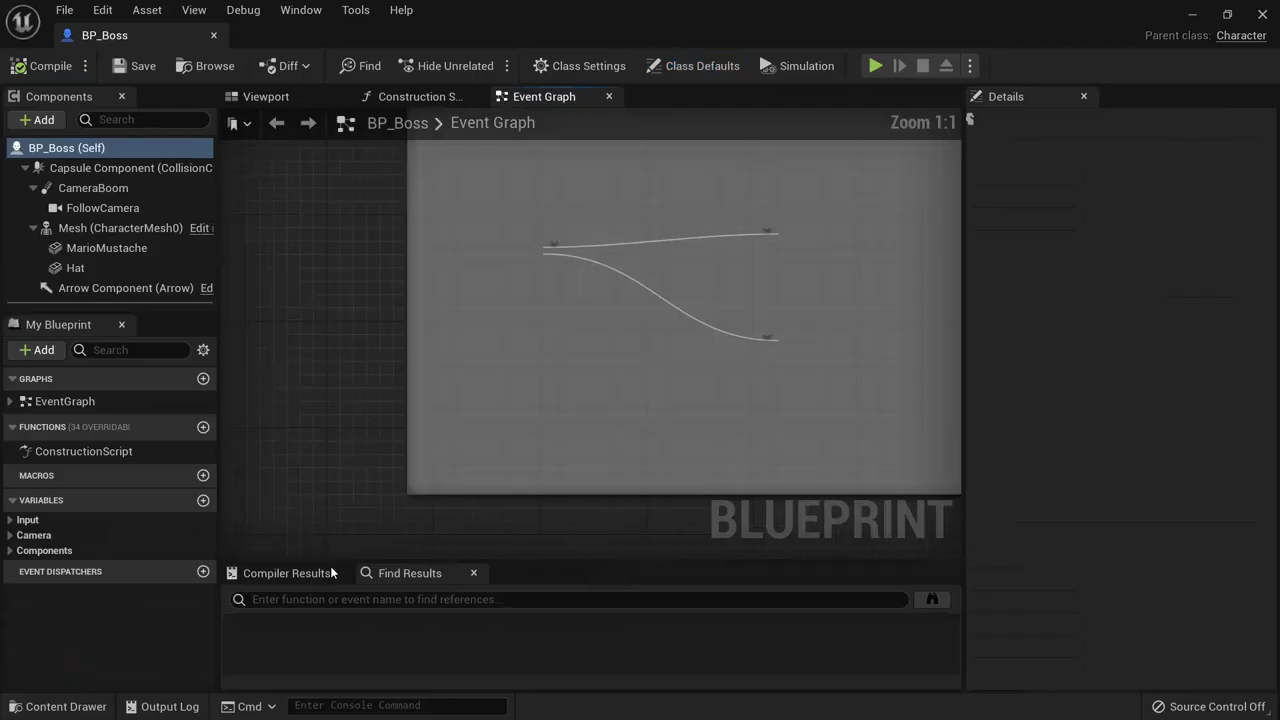 File Edit Asset View Debug Window Tools Help
BP_Boss
Parent class: Character
Compile Save Browse Diff Find Hide Unrelated Class Settings Class Defaults Simulation
Components
Viewport Construction S... Event Graph Details
Add Search
BP_Boss > Event Graph Zoom 1:1
BP_Boss (Self)
Capsule Component (CollisionC
CameraBoom
FollowCamera
Mesh (CharacterMesh0) Edit i
MarioMustache
Hat
Arrow Component (Arrow) Ed
My Blueprint
Add Search
GRAPHS
EventGraph
FUNCTIONS (34 OVERRIDABI
ConstructionScript
MACROS
VARIABLES
Input
Camera
Components
EVENT DISPATCHERS
BLUEPRINT
Compiler Results Find Results
Enter function or event name to find references...
Content Drawer Output Log Cmd Enter Console Command Source Control Off